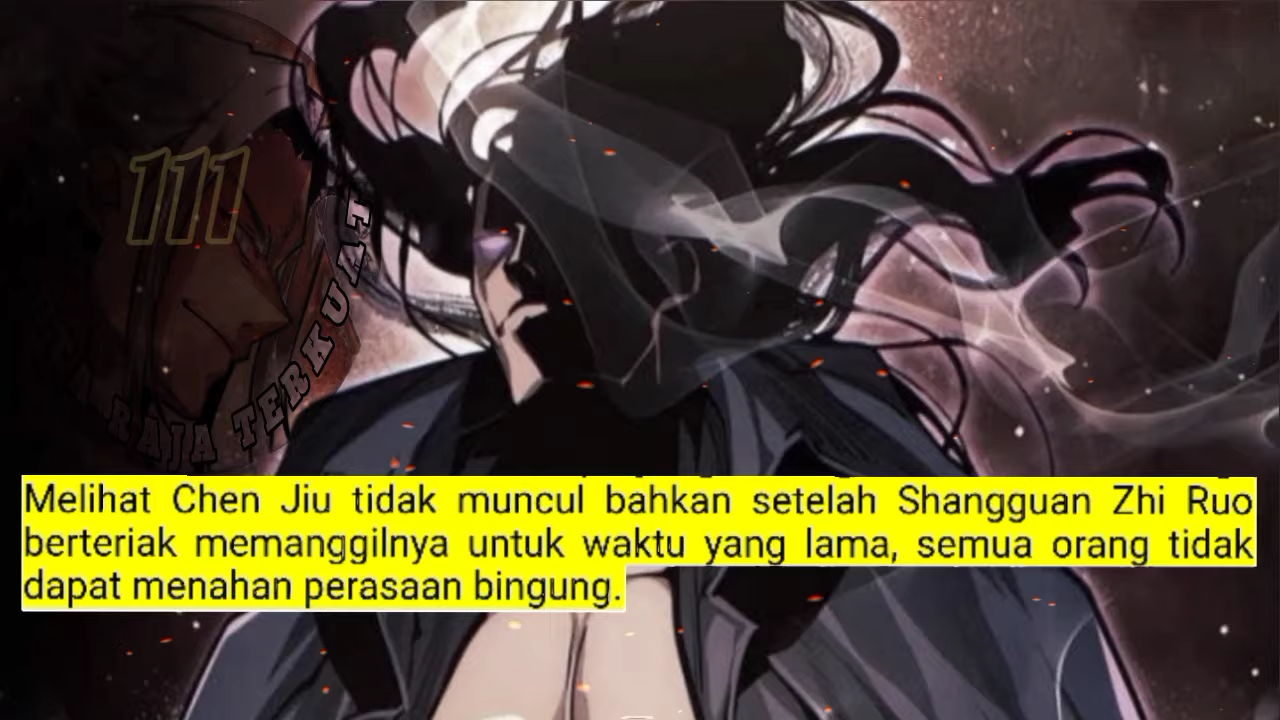 111
RAJA TERKUAT
Melihat Chen Jiu tidak muncul bahkan setelah Shangguan Zhi Ruo
berteriak memanggilnya untuk waktu yang lama, semua orang tidak
dapat menahan perasaan bingung.